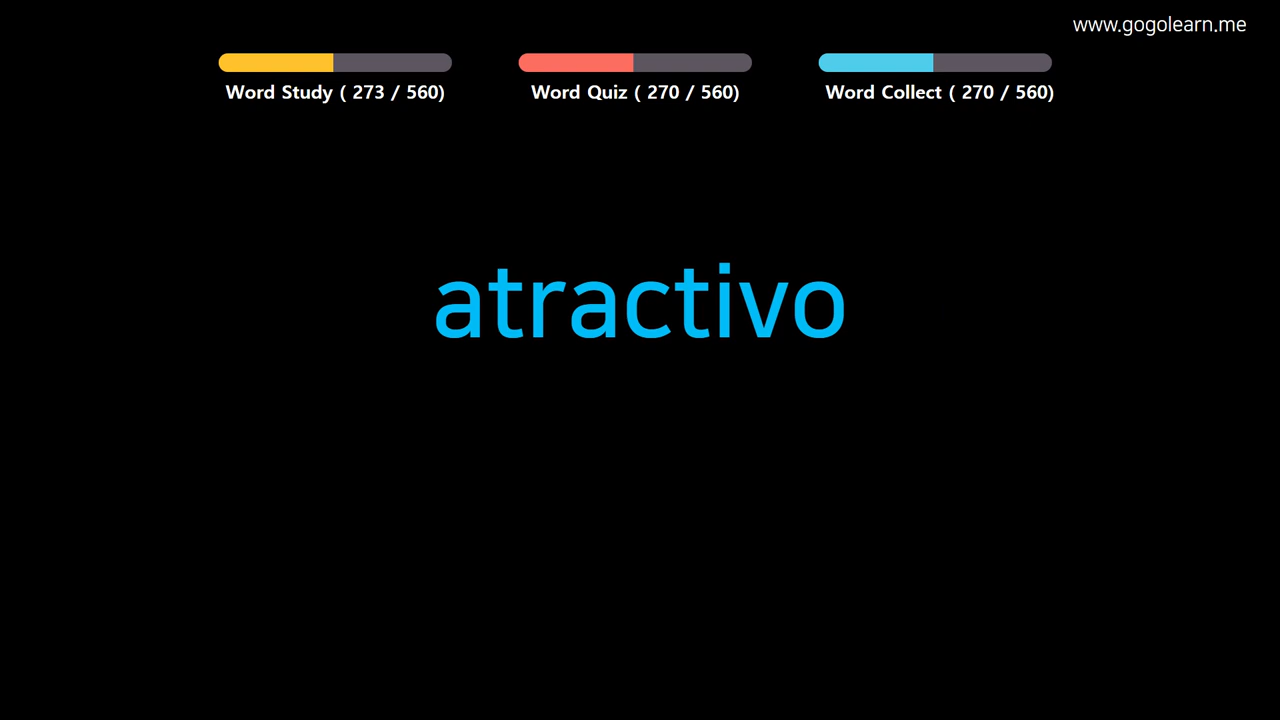 www.gogolearn.me
Word Study ( 273 / 560)
Word Quiz ( 270 / 560)
Word Collect ( 270 / 560)
atractivo